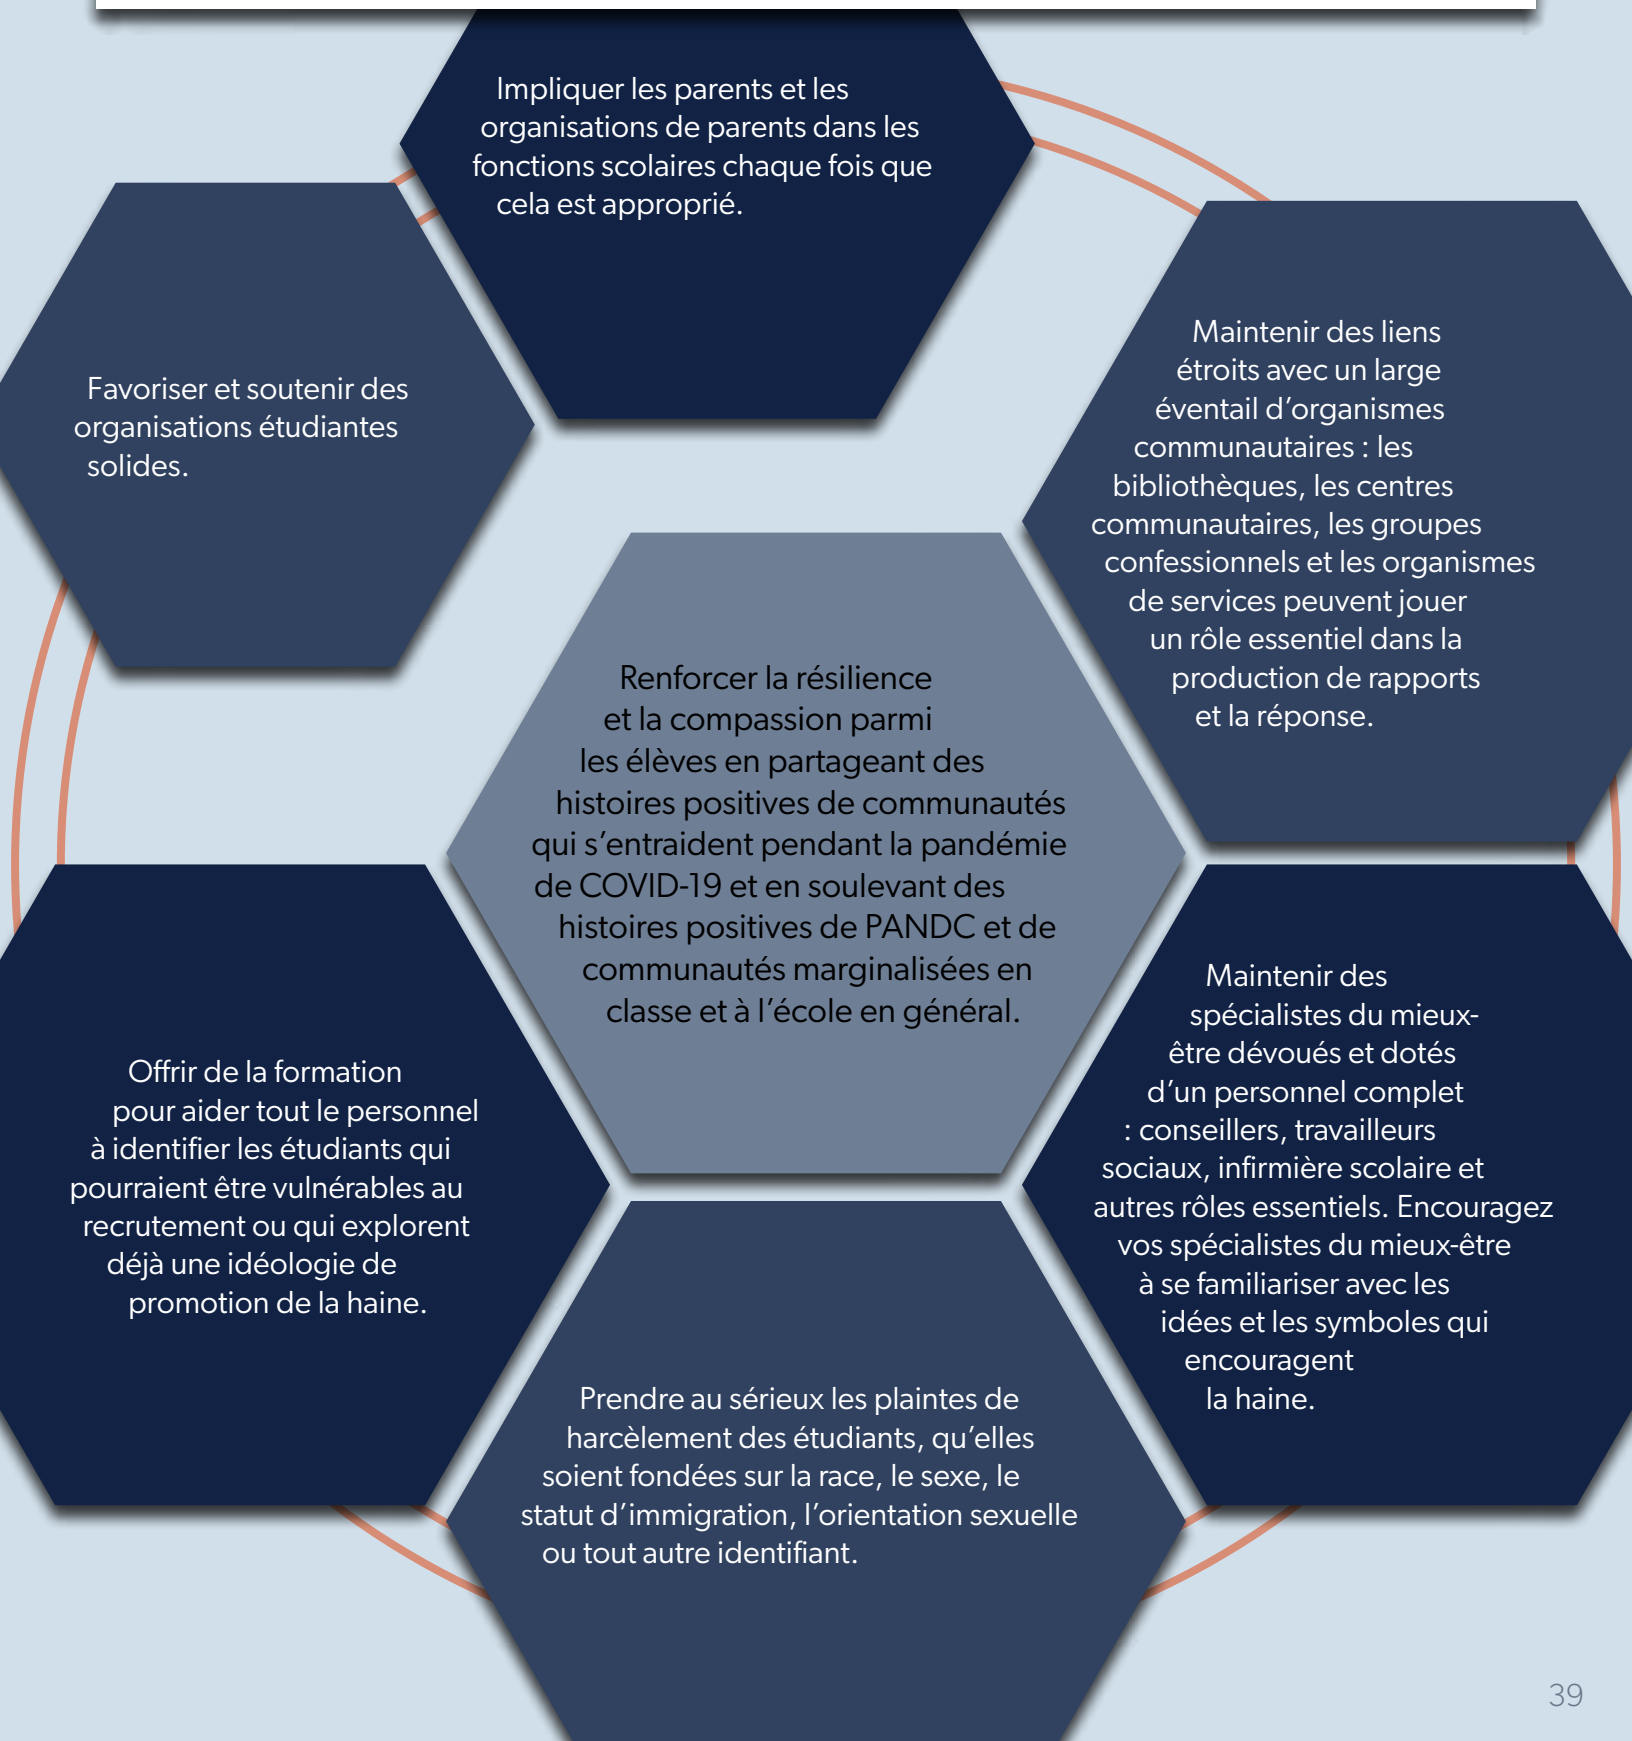 Impliquer les parents et les
organisations de parents dans les
fonctions scolaires chaque fois que
cela est approprié.
Favoriser et soutenir des
organisations étudiantes
solides.
Maintenir des liens
étroits avec un large
éventail d’organismes
communautaires : les
bibliothèques, les centres
communautaires, les groupes
confessionnels et les organismes
de services peuvent jouer
un rôle essentiel dans la
production de rapports
et la réponse.
Renforcer la résilience
et la compassion parmi
les élèves en partageant des
histoires positives de communautés
qui s’entraident pendant la pandémie
de COVID-19 et en soulevant des
histoires positives de PANDC et de
communautés marginalisées en
classe et à l’école en général.
Maintenir des
spécialistes du mieux-
être dévoués et dotés
d’un personnel complet
: conseillers, travailleurs
sociaux, infirmière scolaire et
autres rôles essentiels. Encouragez
vos spécialistes du mieux-être
à se familiariser avec les
idées et les symboles qui
encouragent
la haine.
Offrir de la formation
pour aider tout le personnel
à identifier les étudiants qui
pourraient être vulnérables au
recrutement ou qui explorent
déjà une idéologie de
promotion de la haine.
Prendre au sérieux les plaintes de
harcèlement des étudiants, qu’elles
soient fondées sur la race, le sexe, le
statut d’immigration, l’orientation sexuelle
ou tout autre identifiant.
39